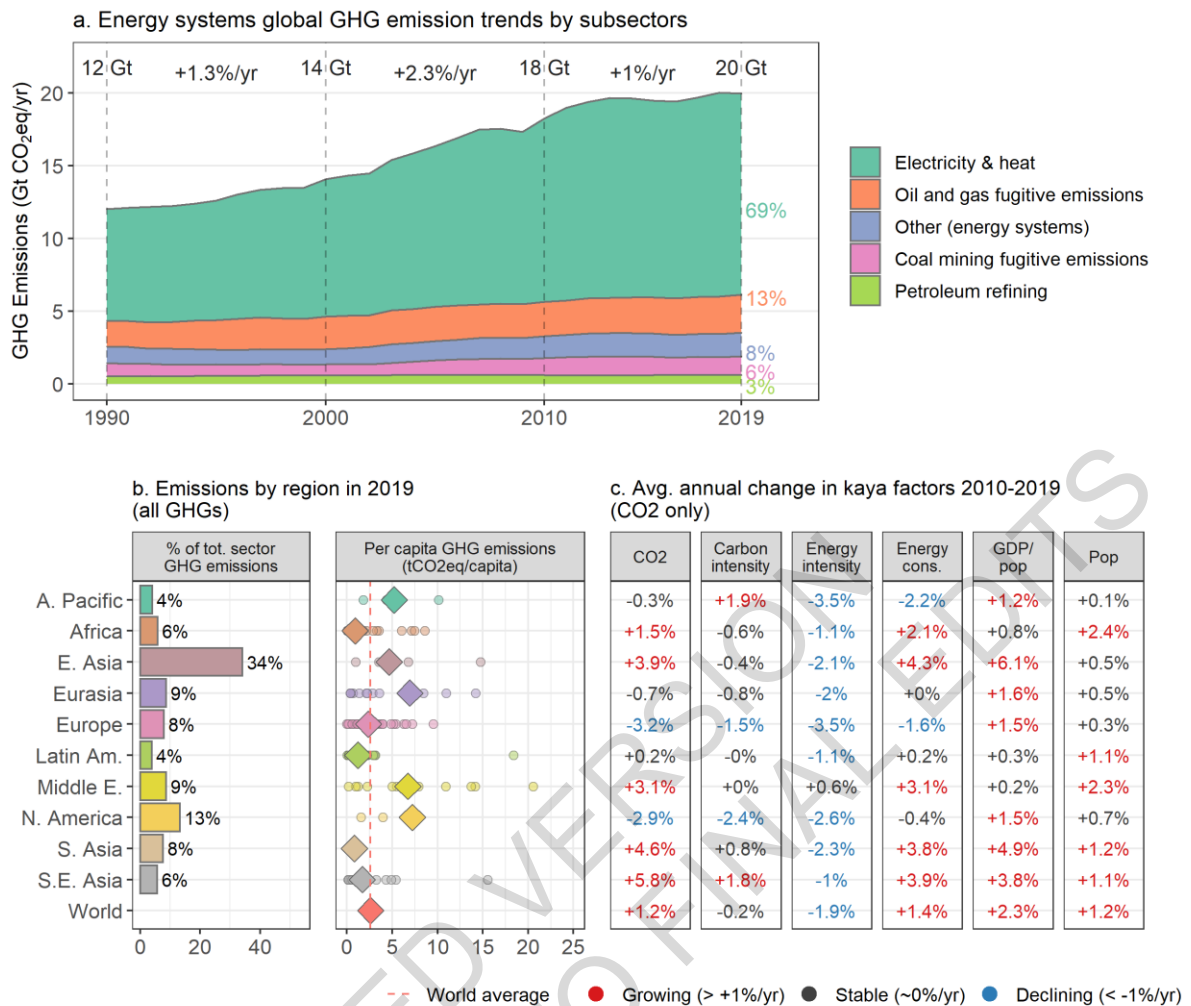 a. Energy systems global GHG emission trends by subsectors
12 Gt +1.3%/yr 14 Gt +2.3%/yr 18 Gt +1%/yr 20 Gt
GHG Emissions (Gt CO₂eq/yr)
20
15
10
5
0
69%
13%
8%
6%
3%
1990 2000 2010 2019
Electricity & heat
Oil and gas fugitive emissions
Other (energy systems)
Coal mining fugitive emissions
Petroleum refining
b. Emissions by region in 2019
(all GHGs)
% of tot. sector
GHG emissions
Per capita GHG emissions
(tCO2eq/capita)
c. Avg. annual change in kaya factors 2010-2019
(CO2 only)
CO2 Carbon intensity Energy intensity Energy cons. GDP/ pop Pop
A. Pacific 4% -0.3% +1.9% -3.5% -2.2% +1.2% +0.1%
Africa 6% +1.5% -0.6% -1.1% +2.1% +0.8% +2.4%
E. Asia 34% +3.9% -0.4% -2.1% +4.3% +6.1% +0.5%
Eurasia 9% -0.7% -0.8% -2% +0% +1.6% +0.5%
Europe 8% -3.2% -1.5% -3.5% -1.6% +1.5% +0.3%
Latin Am. 4% +0.2% -0% -1.1% +0.2% +0.3% +1.1%
Middle E. 9% +3.1% +0% +0.6% +3.1% +0.2% +2.3%
N. America 13% -2.9% -2.4% -2.6% -0.4% +1.5% +0.7%
S. Asia 8% +4.6% +0.8% -2.3% +3.8% +4.9% +1.2%
S.E. Asia 6% +5.8% +1.8% -1% +3.9% +3.8% +1.1%
World +1.2% -0.2% -1.9% +1.4% +2.3% +1.2%
0 20 40
0 5 10 15 20 25
World average Growing (> +1%/yr) Stable (~0%/yr) Declining (< -1%/yr)
ED VERSION
O FINAL EDITS